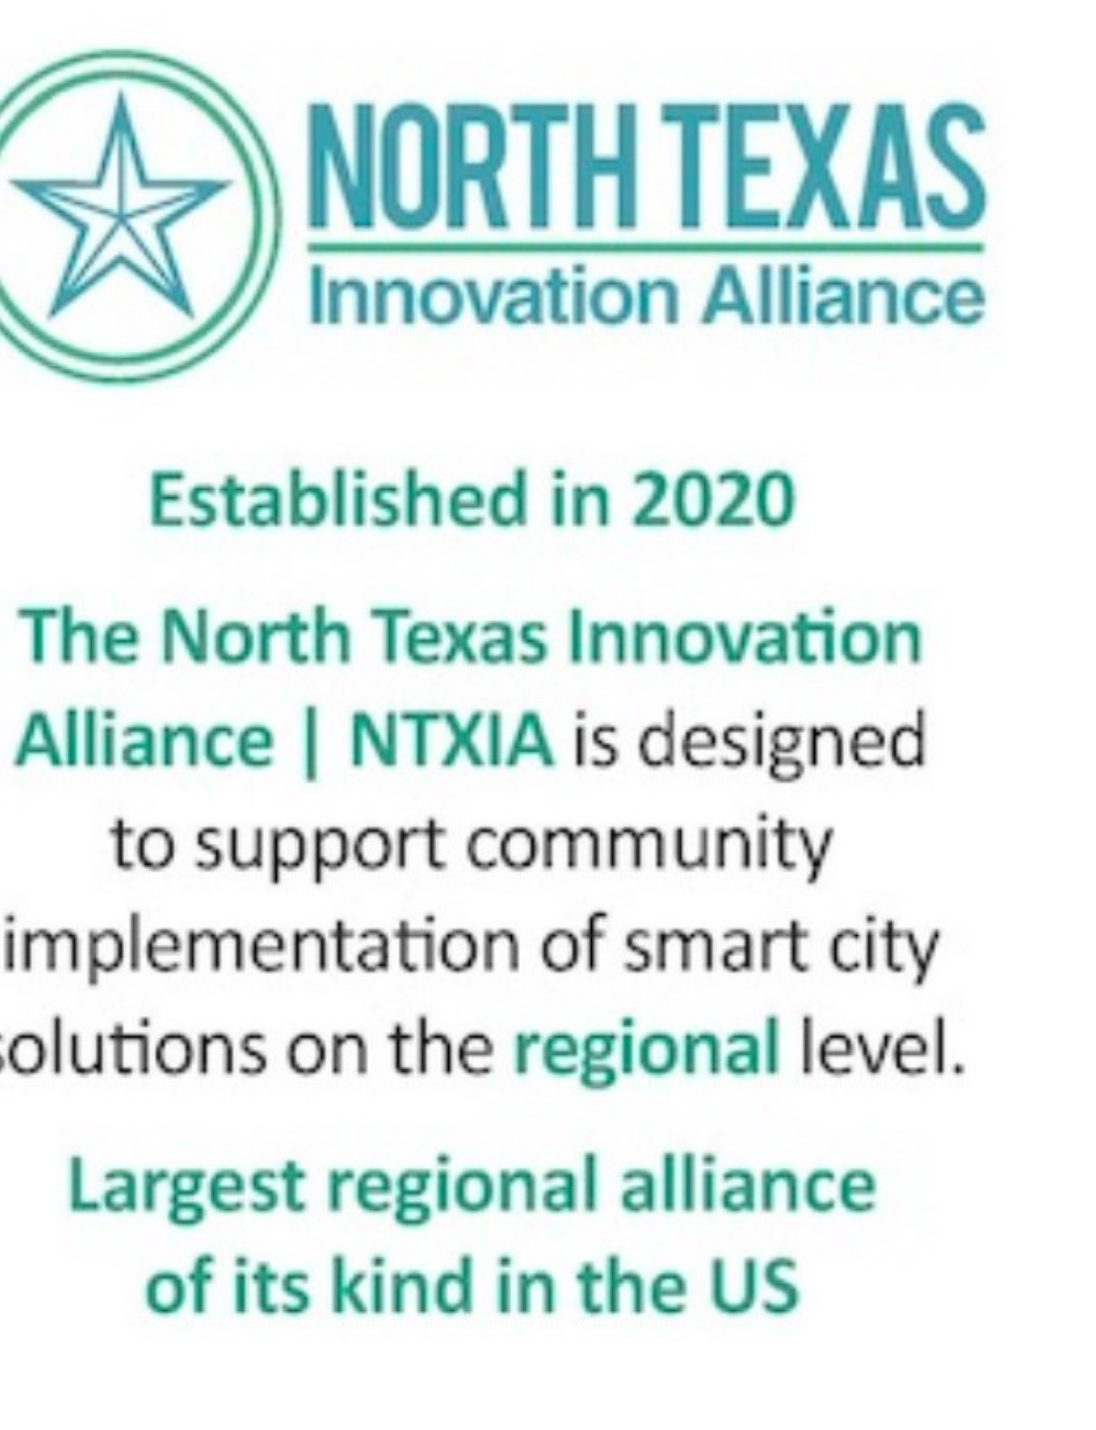 NORTH TEXAS
Innovation Alliance
Established in 2020
The North Texas Innovation
Alliance | NTXIA is designed
to support community
implementation of smart city
solutions on the regional level.
Largest regional alliance
of its kind in the US